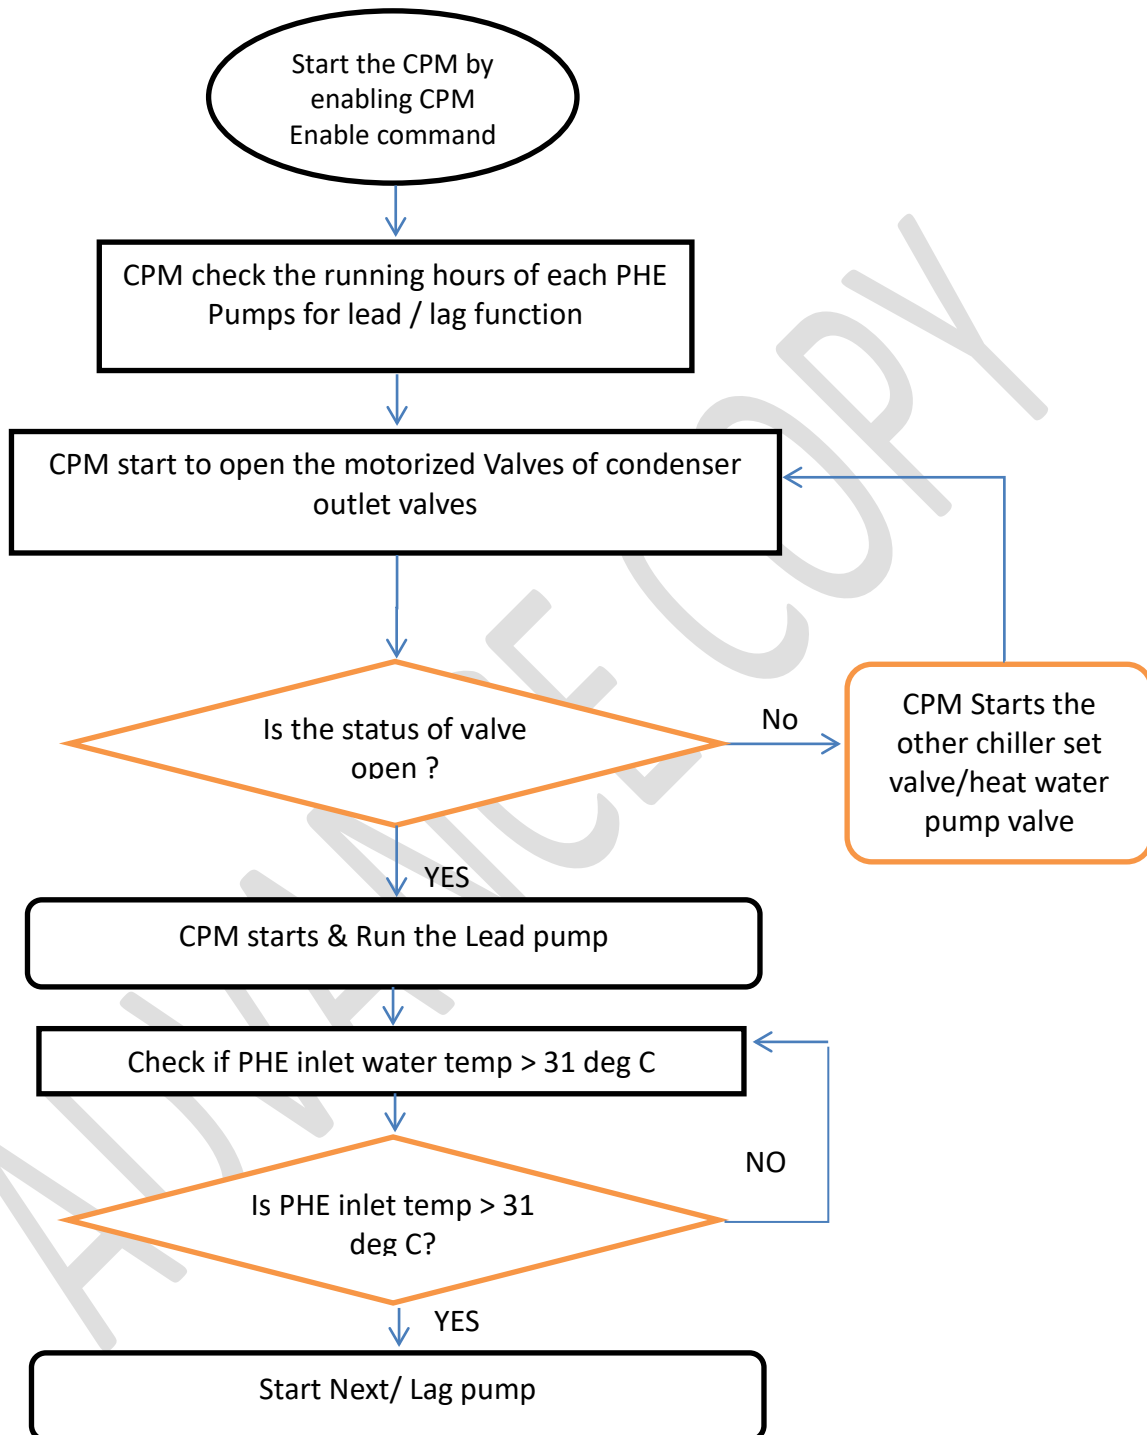 Start the CPM by
enabling CPM
Enable command
CPM check the running hours of each PHE
Pumps for lead / lag function
CPM start to open the motorized Valves of condenser
outlet valves
Is the status of valve
open ?
No
CPM Starts the
other chiller set
valve/heat water
pump valve
YES
CPM starts & Run the Lead pump
Check if PHE inlet water temp > 31 deg C
NO
Is PHE inlet temp > 31
deg C?
YES
Start Next/ Lag pump
ADVANCE COPY